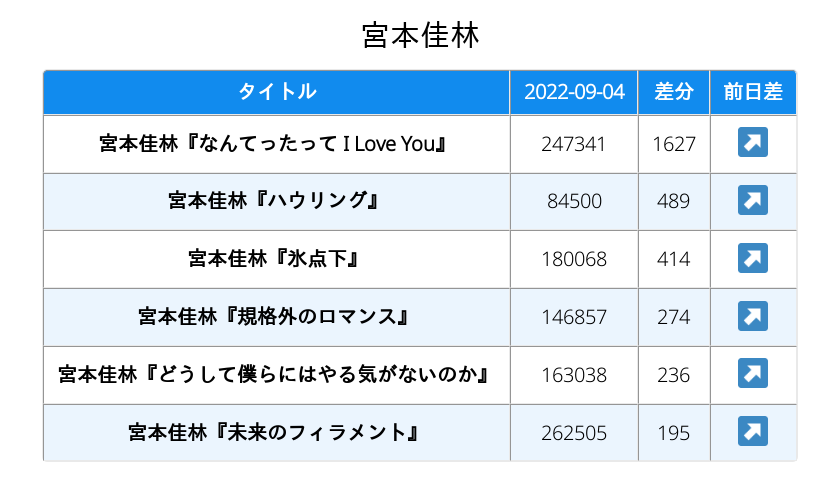 宮本佳林
タイトル 2022-09-04 差分 前日差
宮本佳林『なんてったって I Love You』 247341 1627 ↗
宮本佳林『ハウリング』 84500 489 ↗
宮本佳林『氷点下』 180068 414 ↗
宮本佳林『規格外のロマンス』 146857 274 ↗
宮本佳林『どうして僕らにはやる気がないのか』 163038 236 ↗
宮本佳林『未来のフィラメント』 262505 195 ↗